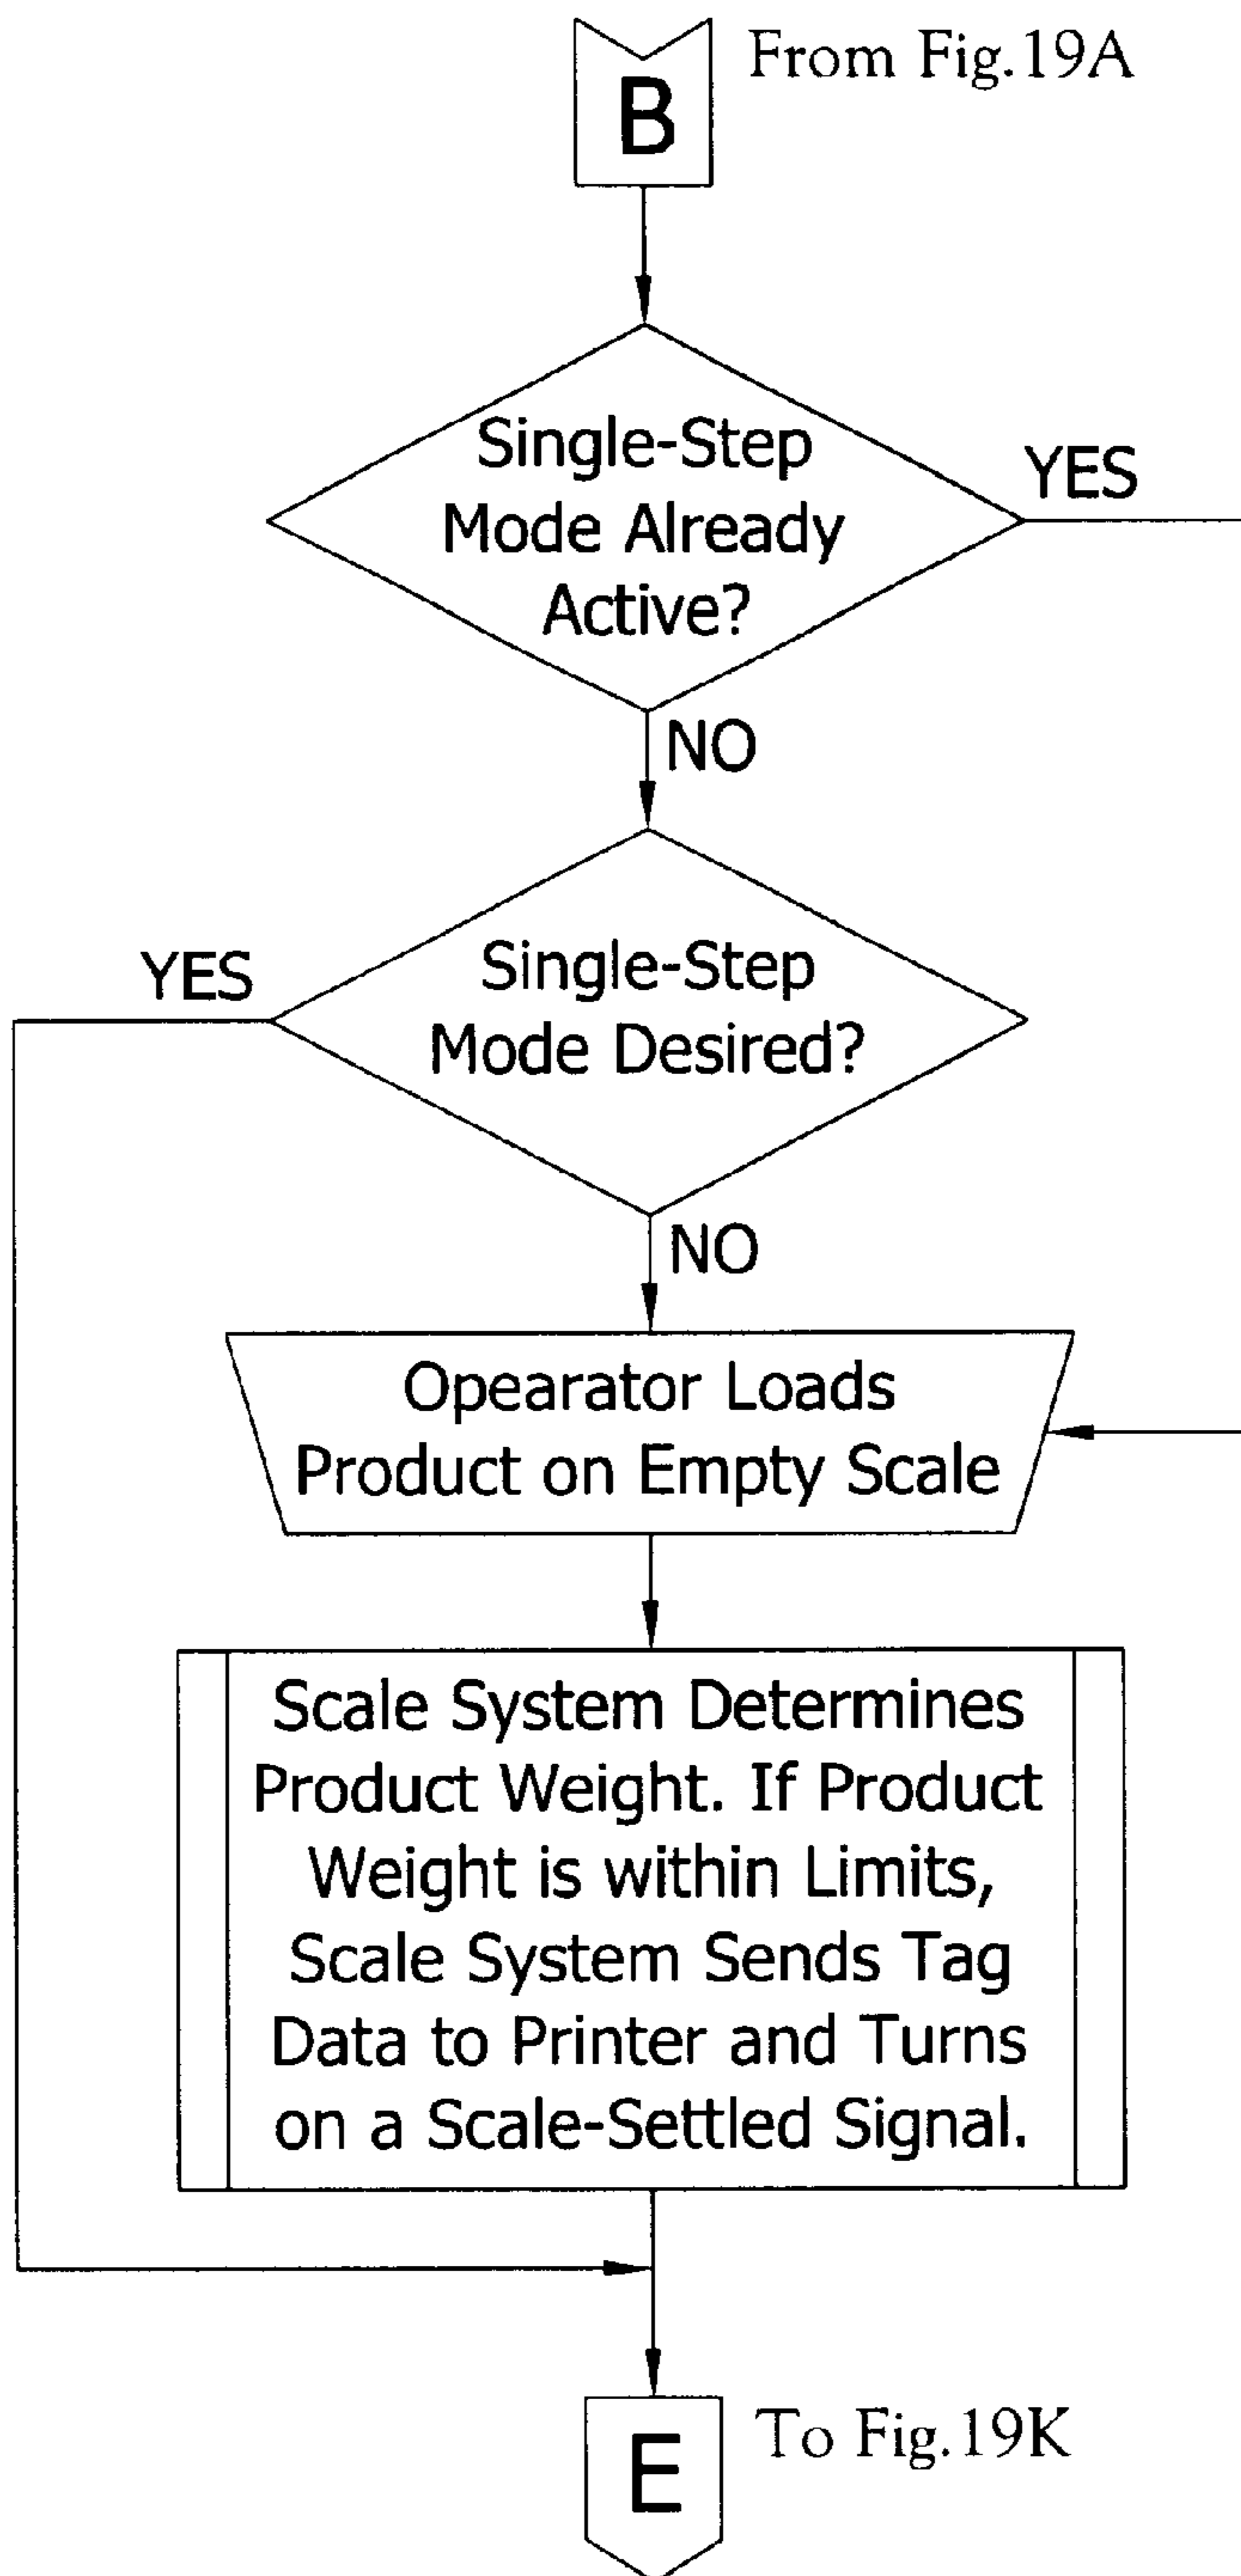 From Fig.19A
B
Single-Step
Mode Already
Active?
YES
NO
Single-Step
Mode Desired?
YES
NO
Opearator Loads
Product on Empty Scale
Scale System Determines
Product Weight. If Product
Weight is within Limits,
Scale System Sends Tag
Data to Printer and Turns
on a Scale-Settled Signal.
To Fig.19K
E